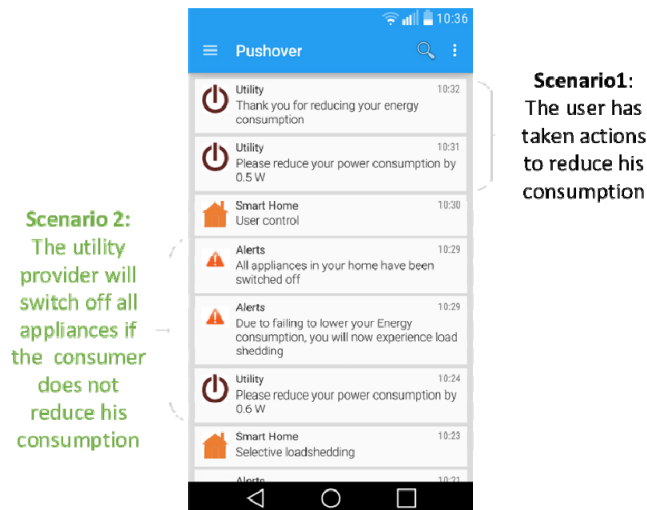 10:36
Pushover
Utility 10:32
Thank you for reducing your energy
consumption
Utility 10:31
Please reduce your power consumption by
0.5 W
Smart Home 10:30
User control
Alerts 10:29
All appliances in your home have been
switched off
Alerts 10:29
Due to failing to lower your Energy
consumption, you will now experience load
shedding
Utility 10:24
Please reduce your power consumption by
0.6 W
Smart Home 10:23
Selective loadshedding
Alerts 10:21
Scenario1:
The user has
taken actions
to reduce his
consumption
Scenario 2:
The utility
provider will
switch off all
appliances if
the consumer
does not
reduce his
consumption